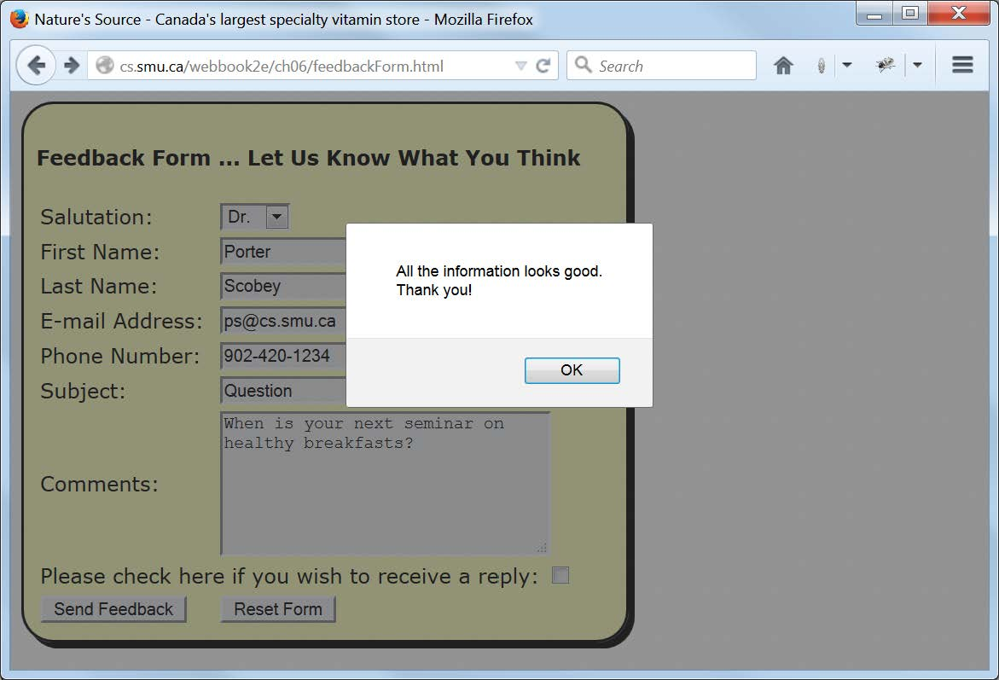 Nature's Source - Canada's largest specialty vitamin store - Mozilla Firefox
cs.smu.ca/webbook2e/ch06/feedbackForm.html
Search
Feedback Form ... Let Us Know What You Think
Salutation: Dr.
First Name: Porter
Last Name: Scobey
E-mail Address: ps@cs.smu.ca
Phone Number: 902-420-1234
Subject: Question
Comments:
When is your next seminar on
healthy breakfasts?
Please check here if you wish to receive a reply:
Send Feedback Reset Form
All the information looks good.
Thank you!
OK